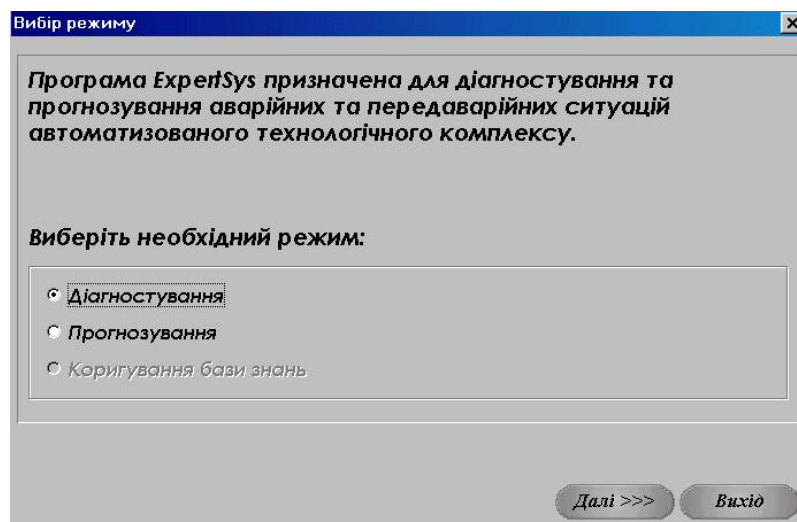 Вибір режиму
Програма ExpertSys призначена для діагностування та
прогнозування аварійних та передаварійних ситуацій
автоматизованого технологічного комплексу.
Виберіть необхідний режим:
Діагностування
Прогнозування
Коригування бази знань
Далі >>>
Вихід